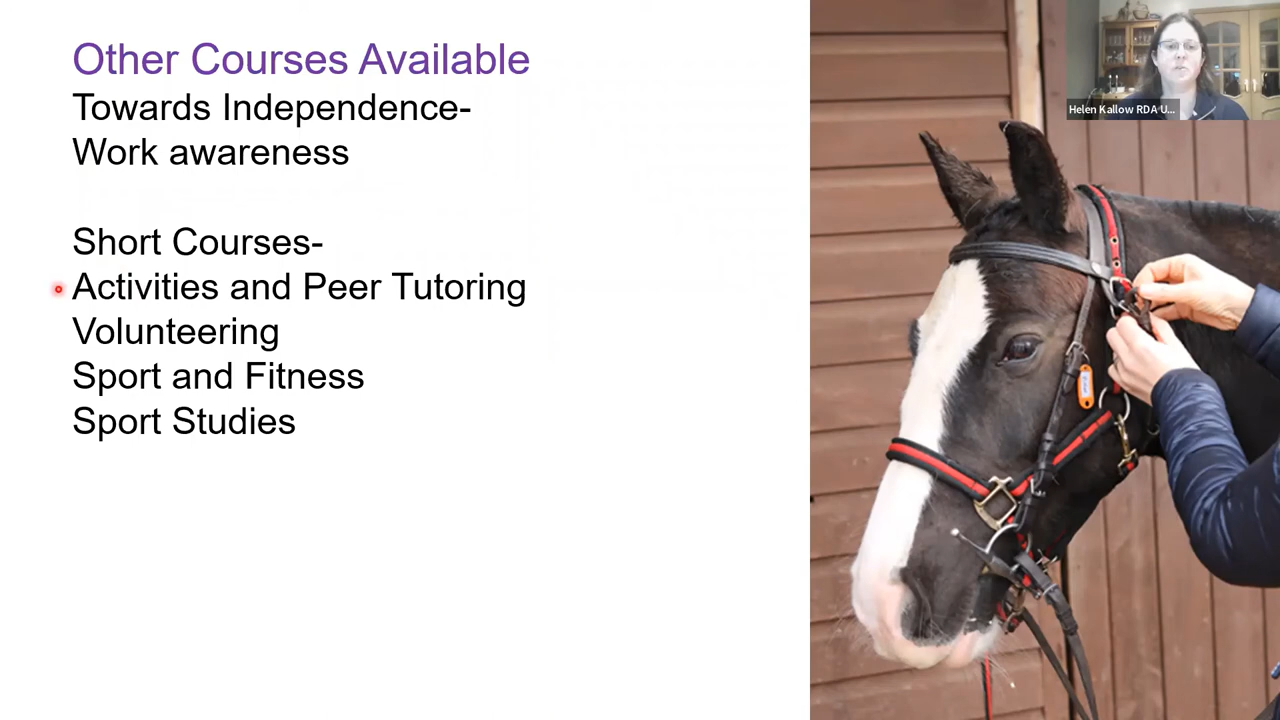 Other Courses Available
Towards Independence-
Work awareness
Short Courses-
Activities and Peer Tutoring
Volunteering
Sport and Fitness
Sport Studies
Helen Kallow RDA U...